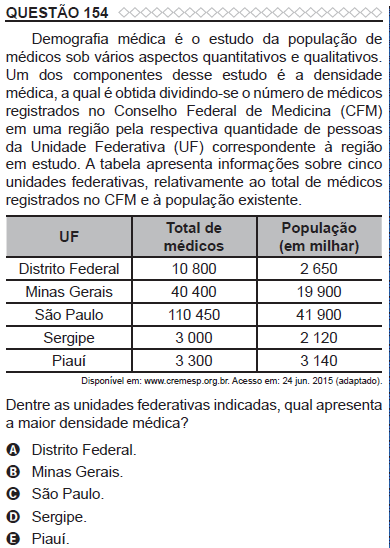 QUESTÃO 154
Demografia médica é o estudo da população de
médicos sob vários aspectos quantitativos e qualitativos.
Um dos componentes desse estudo é a densidade
médica, a qual é obtida dividindo-se o número de médicos
registrados no Conselho Federal de Medicina (CFM)
em uma região pela respectiva quantidade de pessoas
da Unidade Federativa (UF) correspondente à região
em estudo. A tabela apresenta informações sobre cinco
unidades federativas, relativamente ao total de médicos
registrados no CFM e à população existente.
UF Total de médicos População (em milhar)
Distrito Federal 10 800 2 650
Minas Gerais 40 400 19 900
São Paulo 110 450 41 900
Sergipe 3 000 2 120
Piauí 3 300 3 140
Disponível em: www.cremesp.org.br. Acesso em: 24 jun. 2015 (adaptado).
Dentre as unidades federativas indicadas, qual apresenta
a maior densidade médica?
A Distrito Federal.
B Minas Gerais.
C São Paulo.
D Sergipe.
E Piauí.